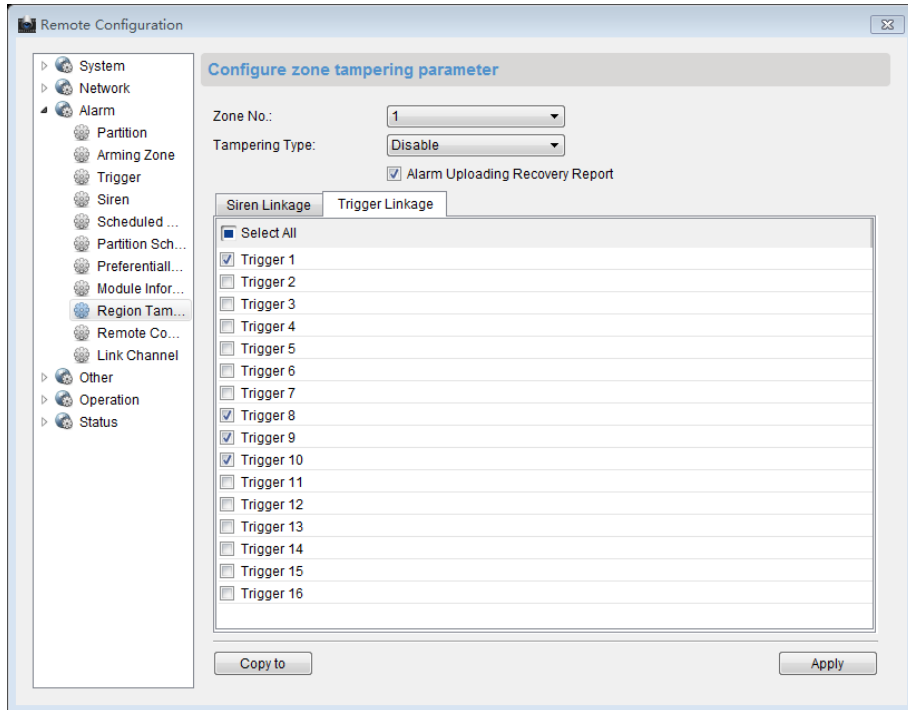 Remote Configuration
System
Network
Alarm
Partition
Arming Zone
Trigger
Siren
Scheduled ...
Partition Sch...
Preferentiall...
Module Infor...
Region Tam...
Remote Co...
Link Channel
Other
Operation
Status
Configure zone tampering parameter
Zone No.: 1
Tampering Type: Disable
Alarm Uploading Recovery Report
Siren Linkage Trigger Linkage
Select All
Trigger 1
Trigger 2
Trigger 3
Trigger 4
Trigger 5
Trigger 6
Trigger 7
Trigger 8
Trigger 9
Trigger 10
Trigger 11
Trigger 12
Trigger 13
Trigger 14
Trigger 15
Trigger 16
Copy to Apply